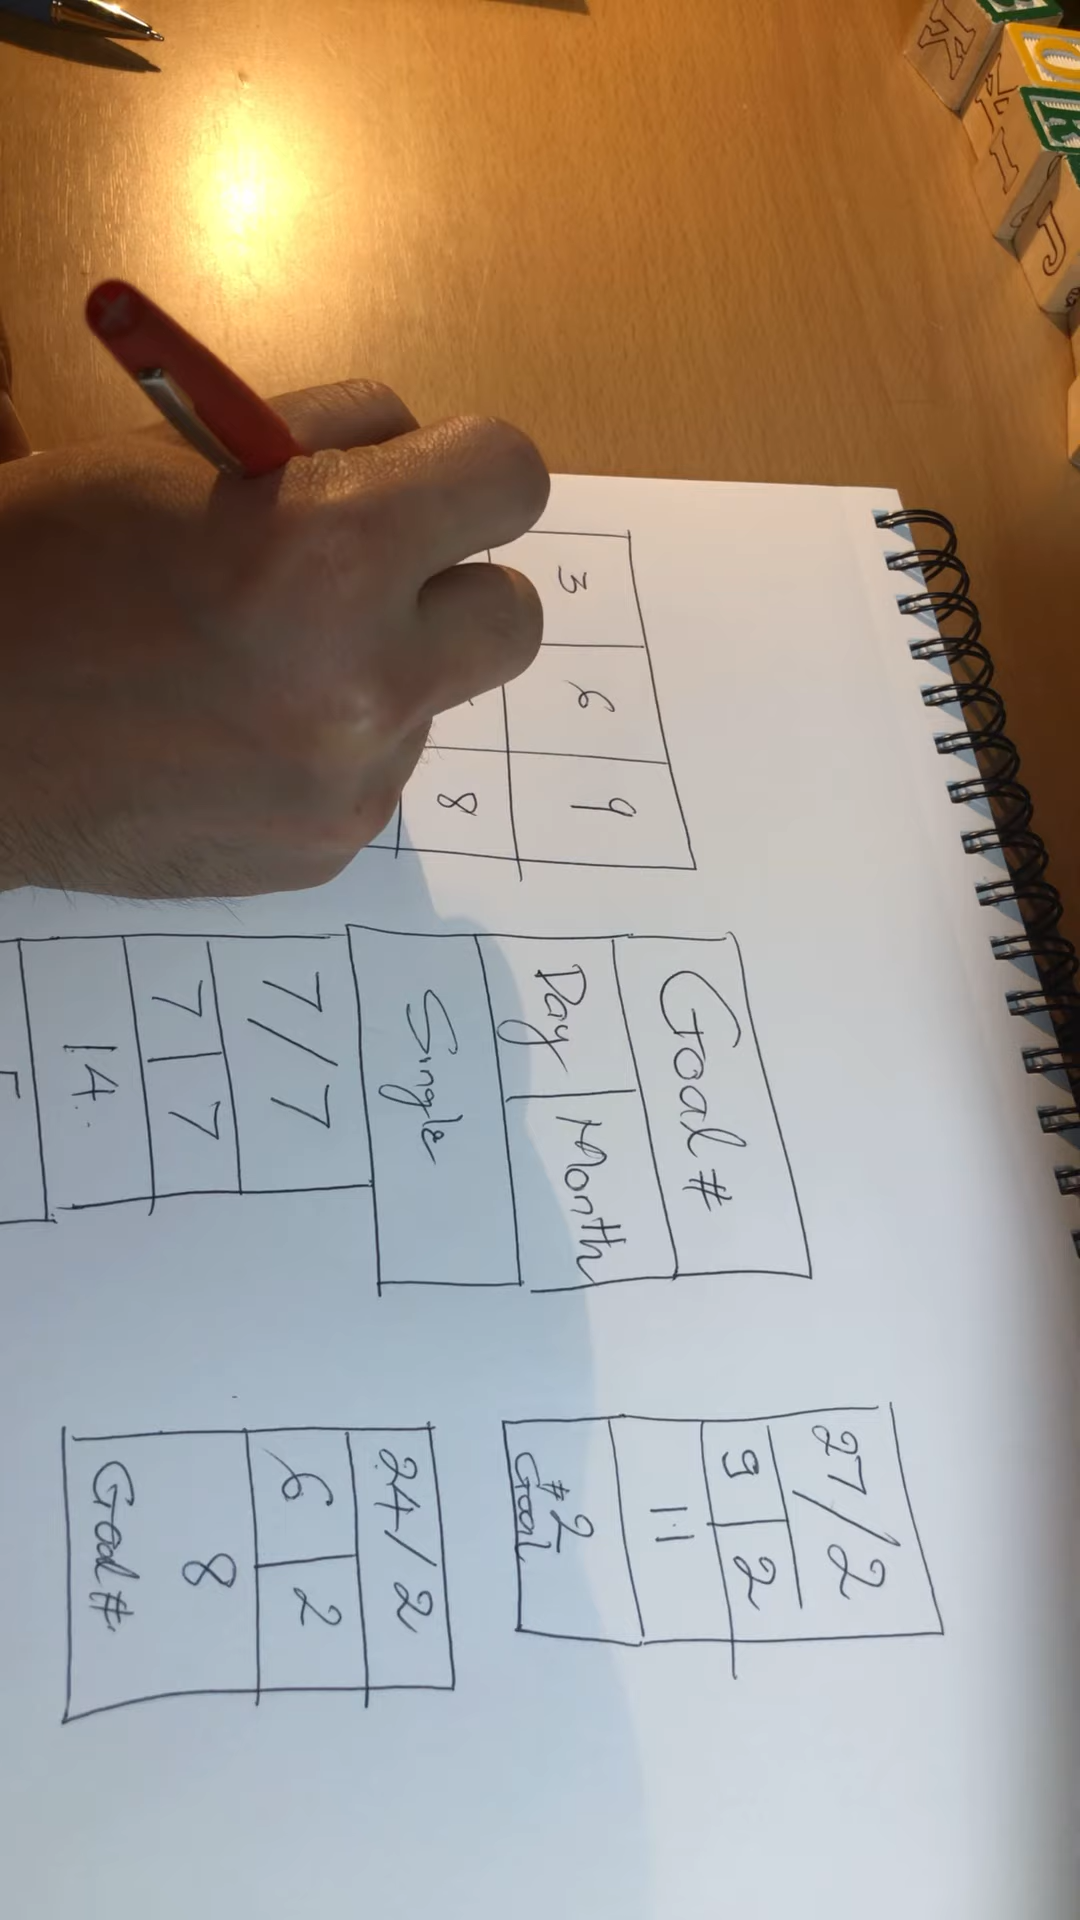 3 6 9
8
Goal #
Day Month
Single
7/7
7 7
14.
27/2
9 2
11
#2
Goal
24/2
6 2
8
Goal #.
K
O
K
K
I
J